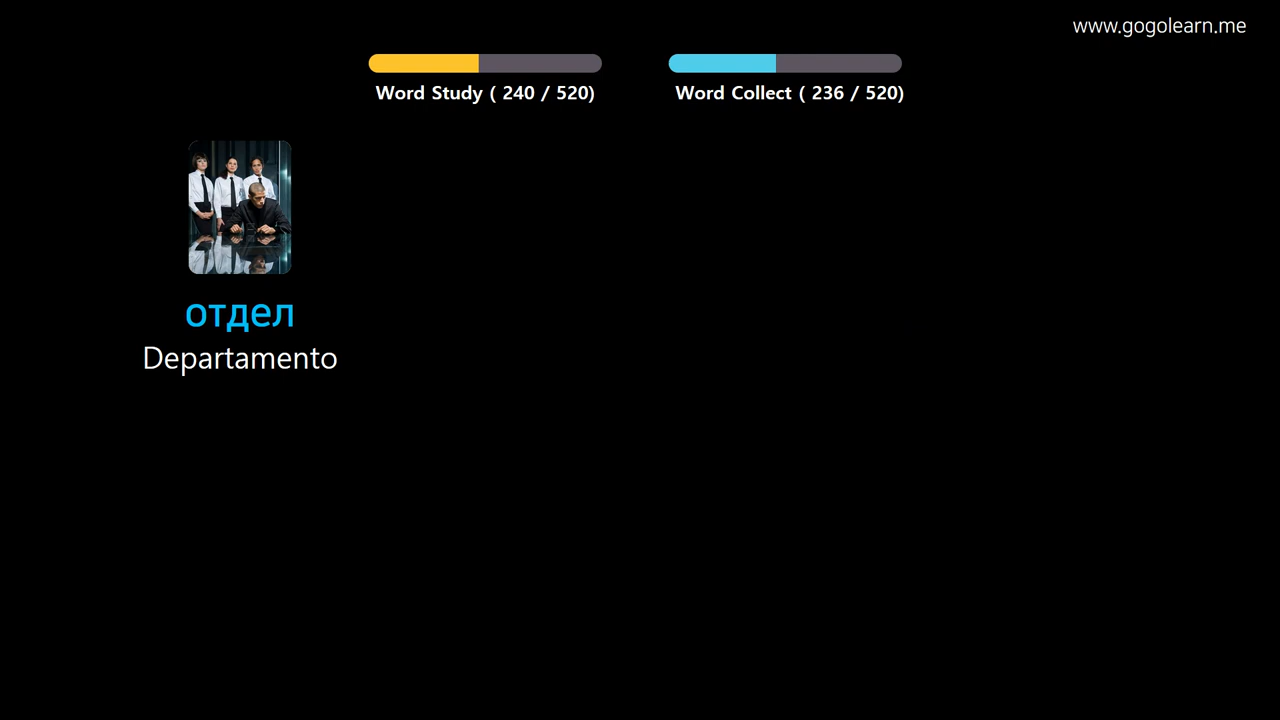 www.gogolearn.me
Word Study ( 240 / 520)
Word Collect ( 236 / 520)
отдел
Departamento